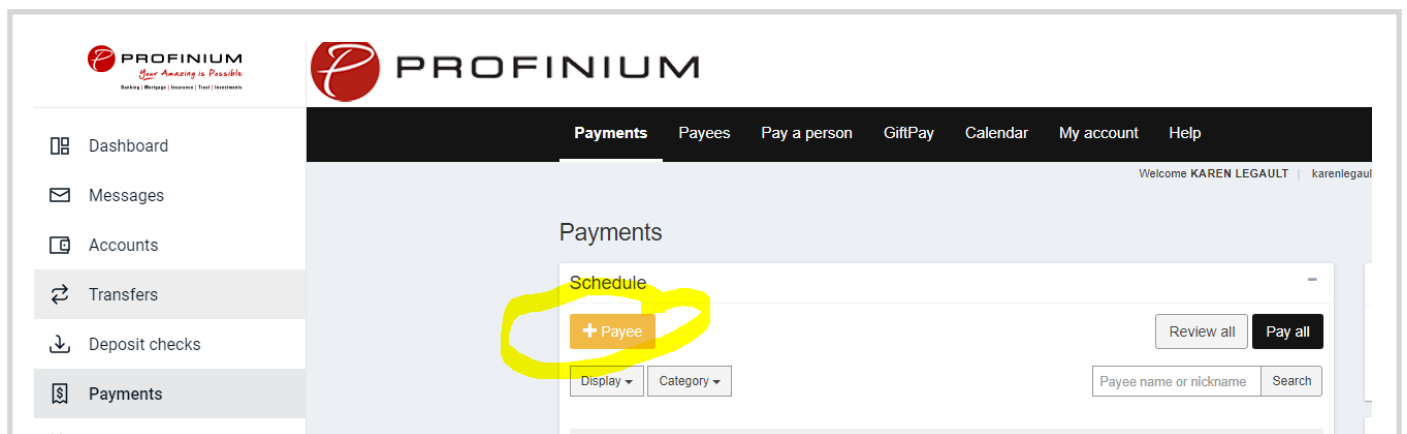 PROFINIUM
Your Amazing is Possible
Banking | Mortgage | Insurance | Trust | Investments
PROFINIUM
Payments Payees Pay a person GiftPay Calendar My account Help
Welcome KAREN LEGAULT | karenlegaul
Dashboard
Messages
Accounts
Transfers
Deposit checks
Payments
Payments
Schedule
+ Payee
Review all Pay all
Display Category
Payee name or nickname Search